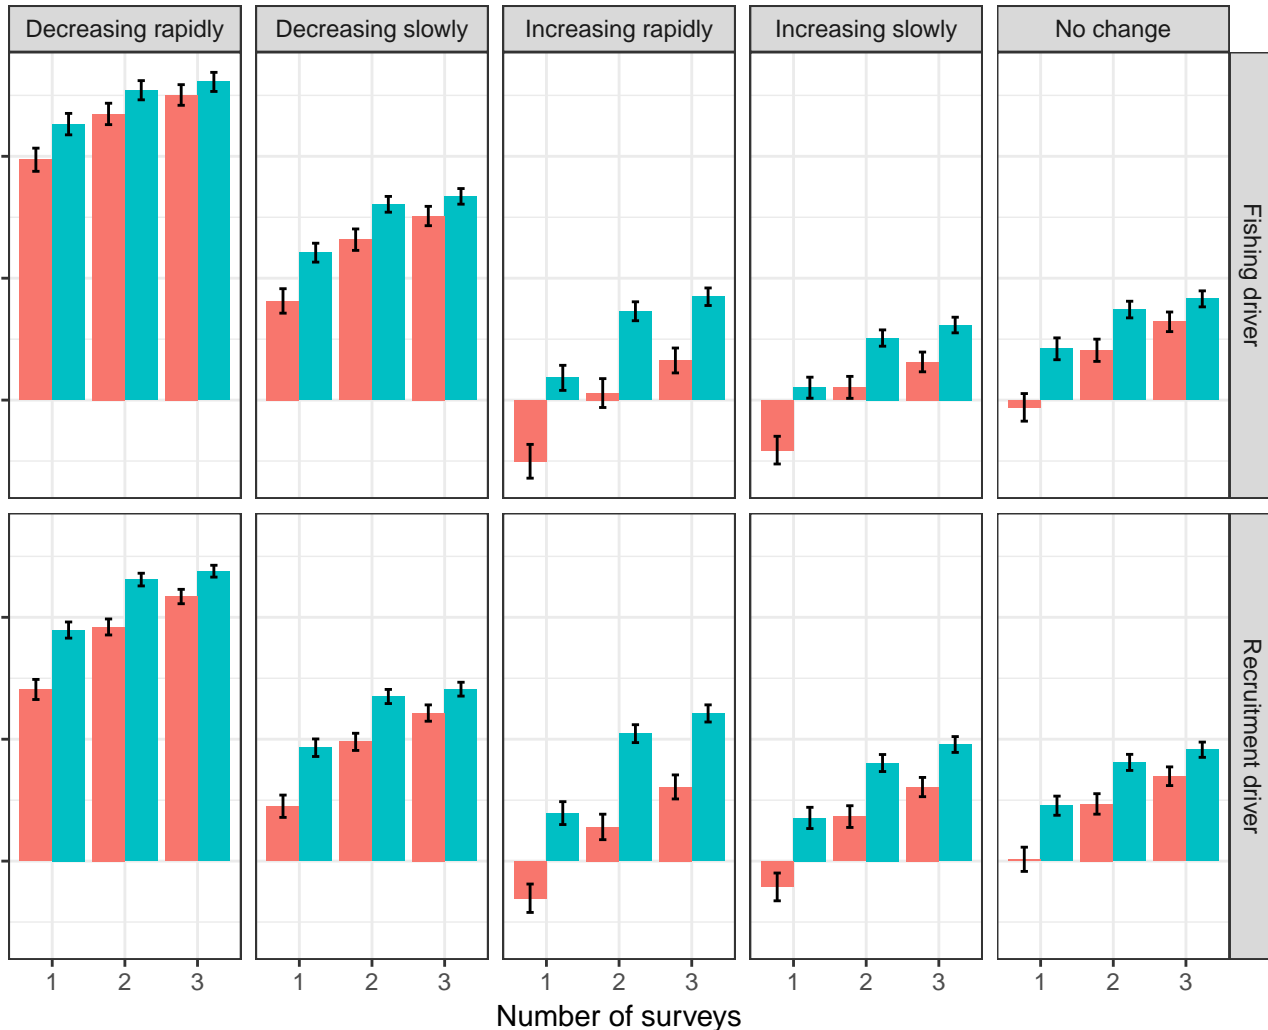 Decreasing rapidly
Decreasing slowly
Increasing rapidly
Increasing slowly
No change
Fishing driver
Recruitment driver
1 2 3 1 2 3 1 2 3 1 2 3 1 2 3
Number of surveys